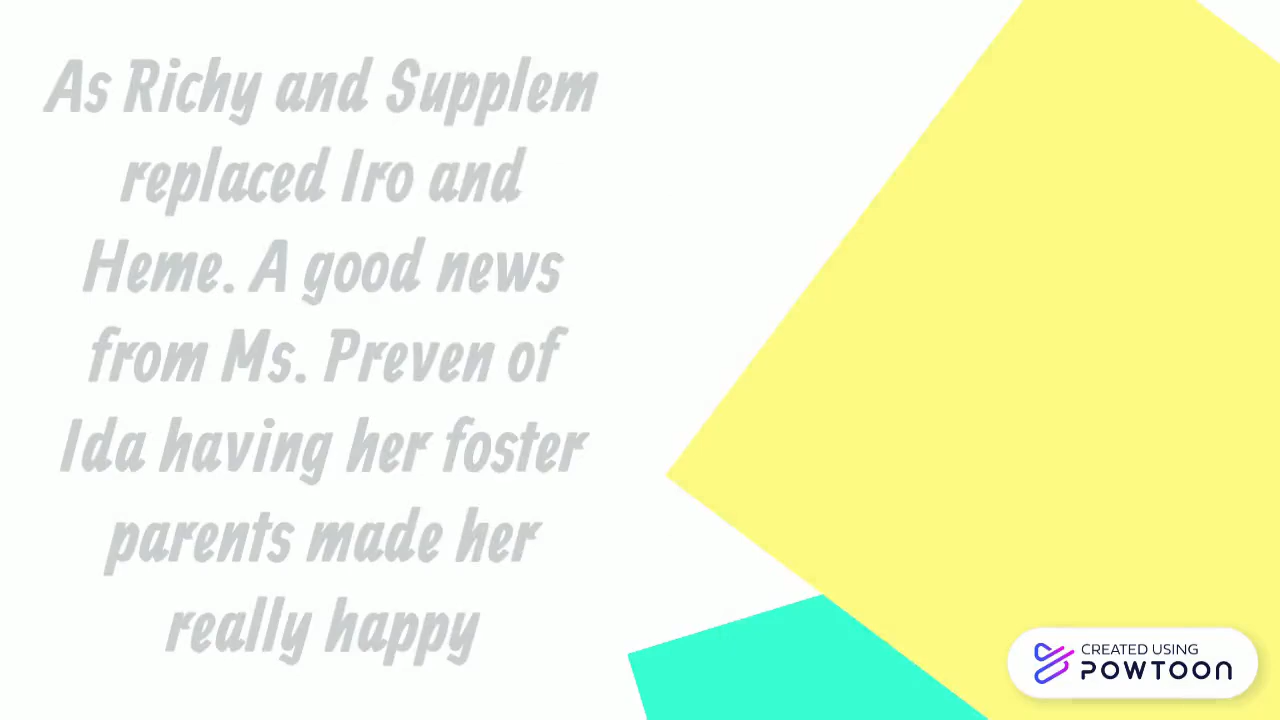 As Richy and Supplem
replaced Iro and
Heme. A good news
from Ms. Preven of
Ida having her foster
parents made her
really happy
CREATED USING
POWTOON